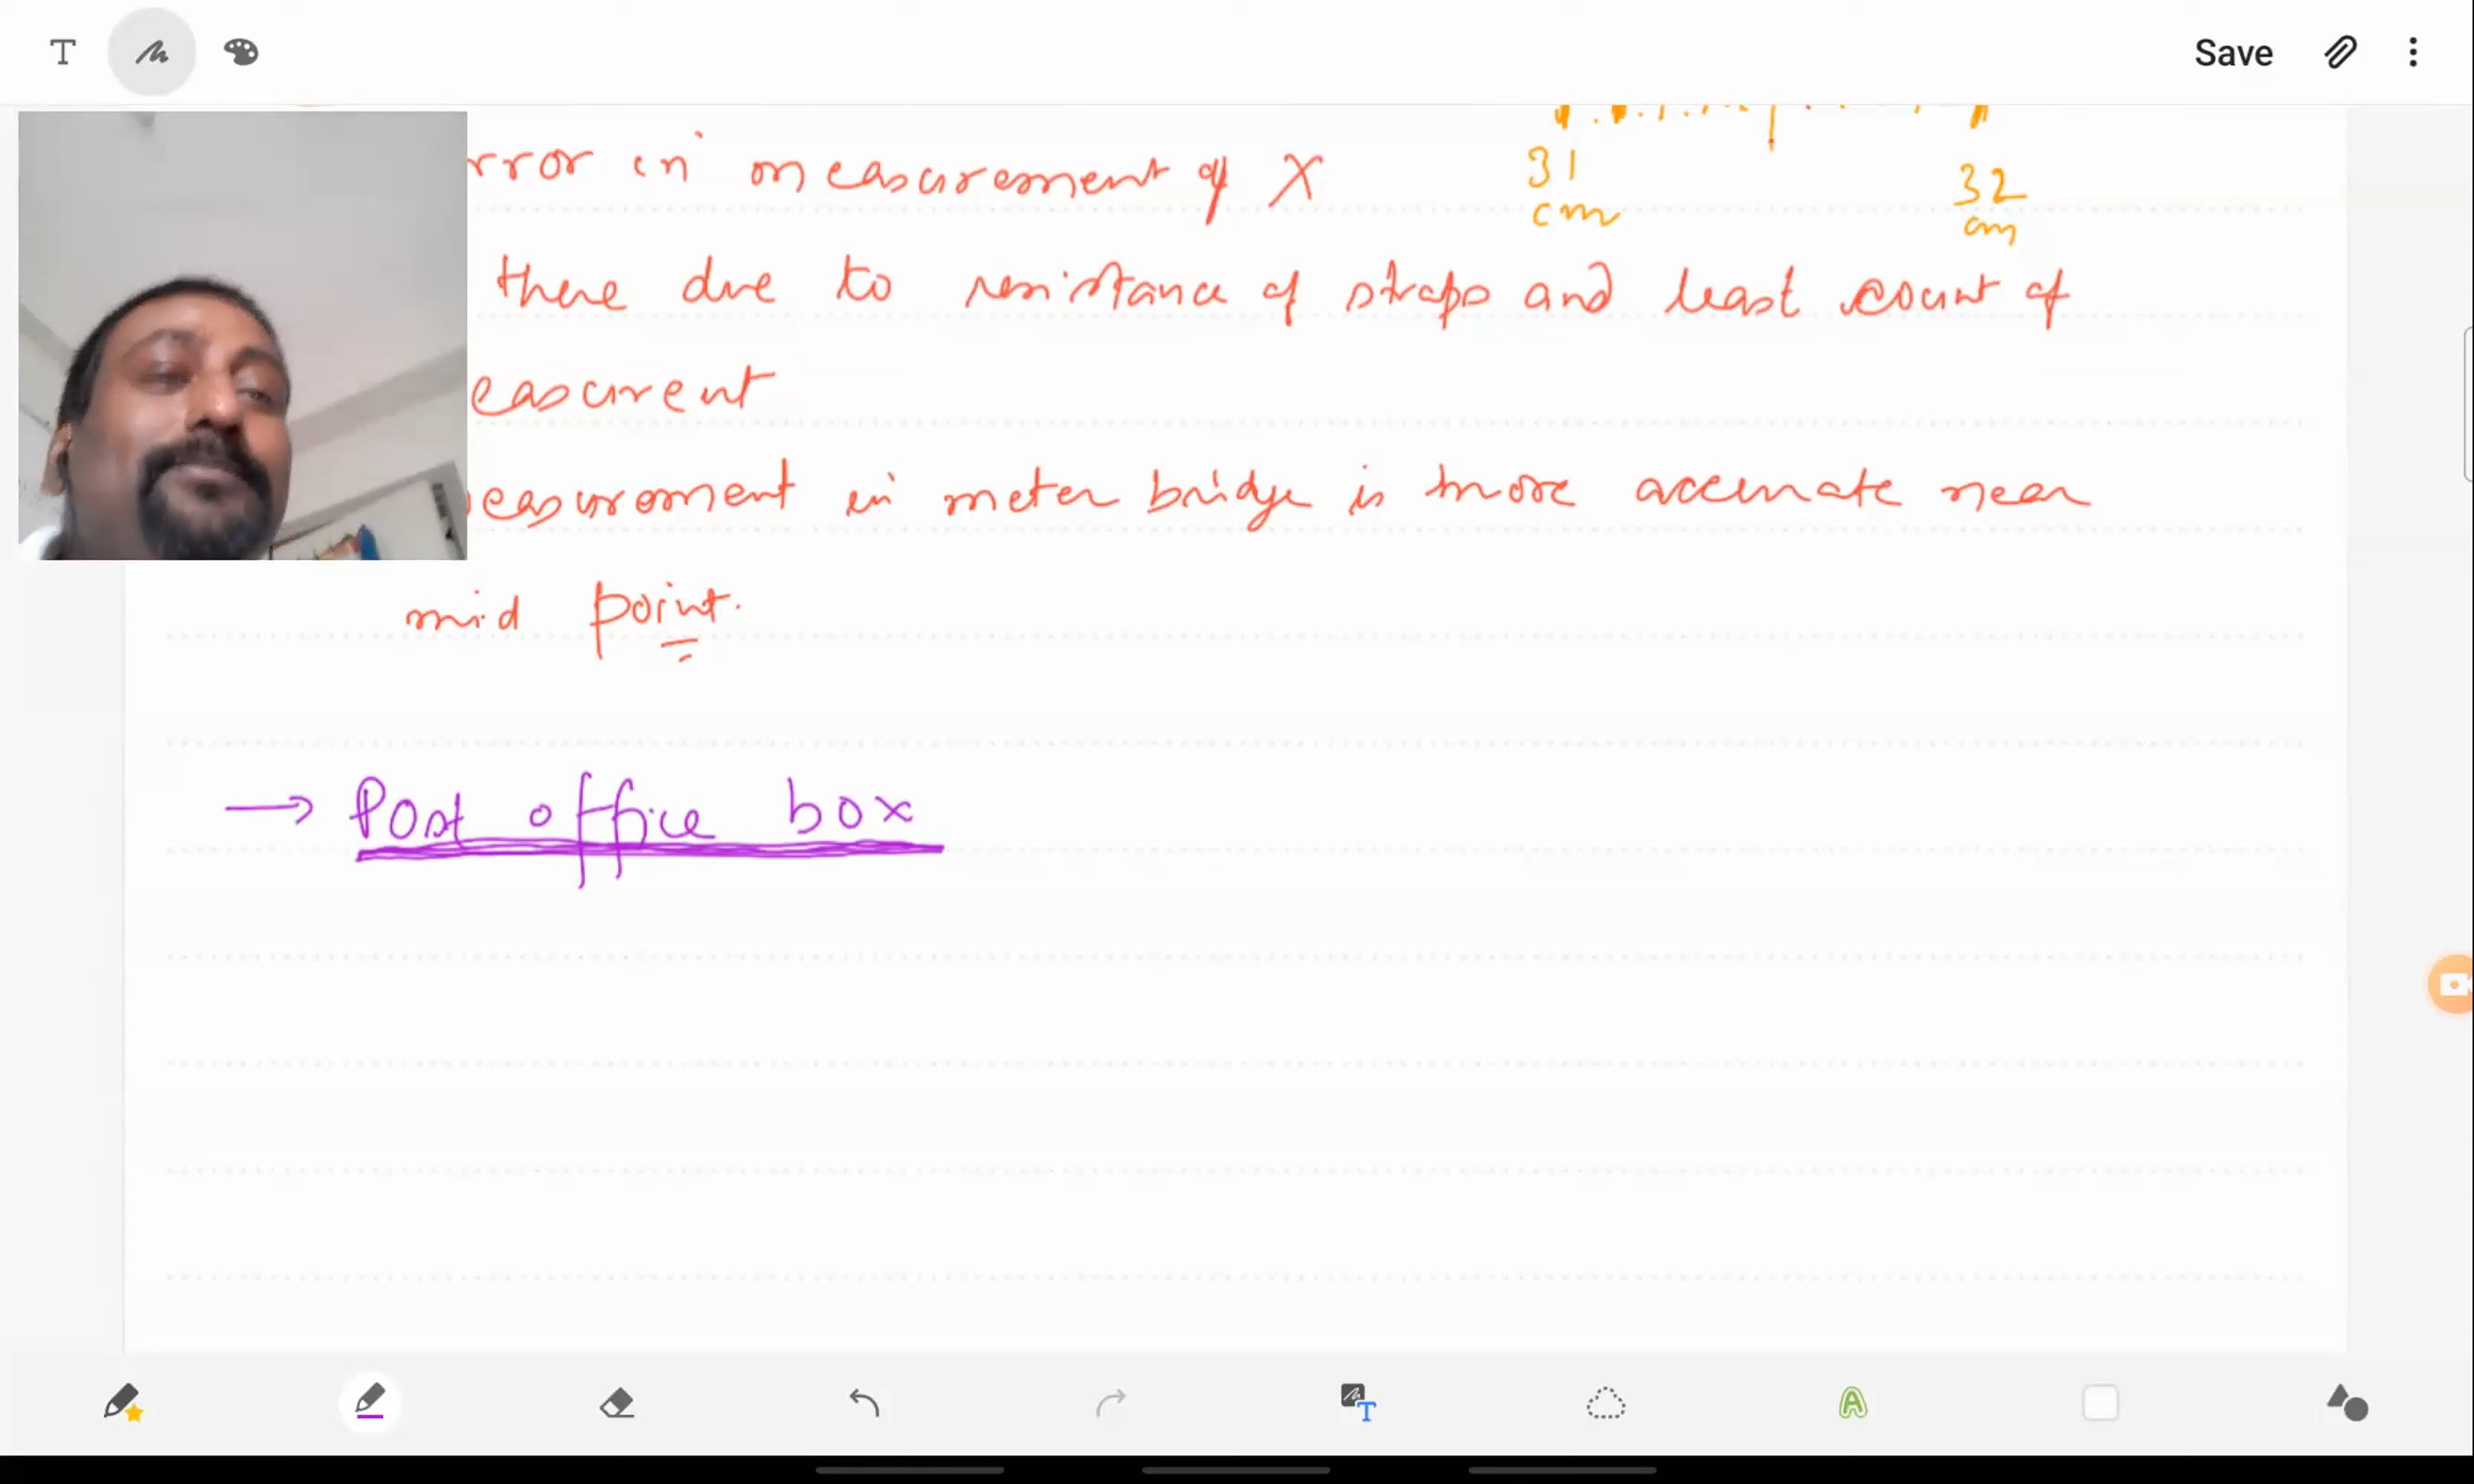 T
Save
rror in measurement of X
31
cm
32
cm
there due to resistance of straps and least count of
easurent
easurement in meter bridge is more accurate near
mid point.
→ Post office box
T
A